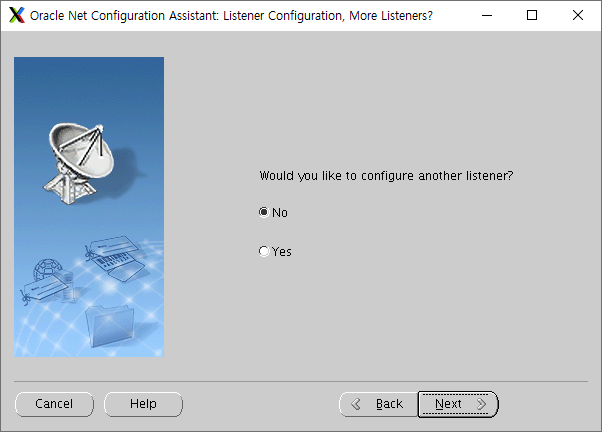 Oracle Net Configuration Assistant: Listener Configuration, More Listeners?
Would you like to configure another listener?
No
Yes
Cancel
Help
Back
Next